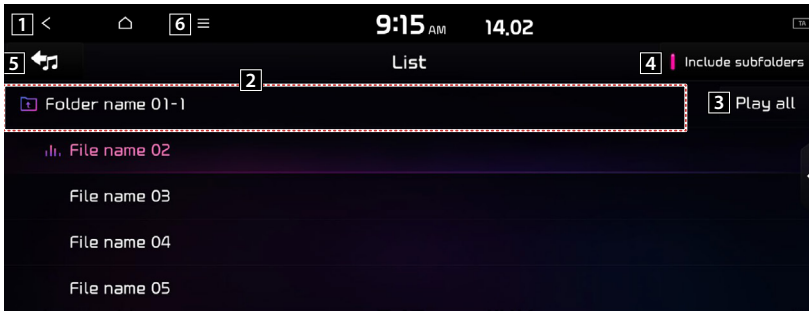 1 6 9:15 AM 14.02 TA
5 List 4 Include subfolders
2
Folder name 01-1 3 Play all
File name 02
File name 03
File name 04
File name 05